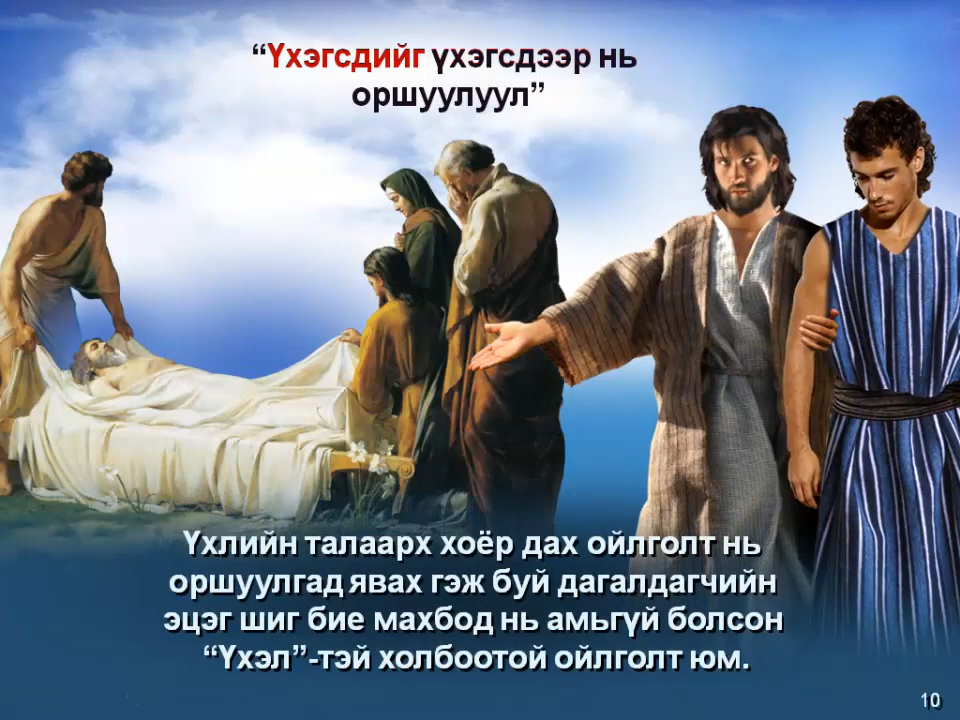 “Үхэгсдийг үхэгсдээр нь
оршуулуул”
Үхлийн талаарх хоёр дах ойлголт нь
оршуулгад явах гэж буй дагалдагчийн
эцэг шиг бие махбод нь амьгүй болсон
“Үхэл”-тэй холбоотой ойлголт юм.
10